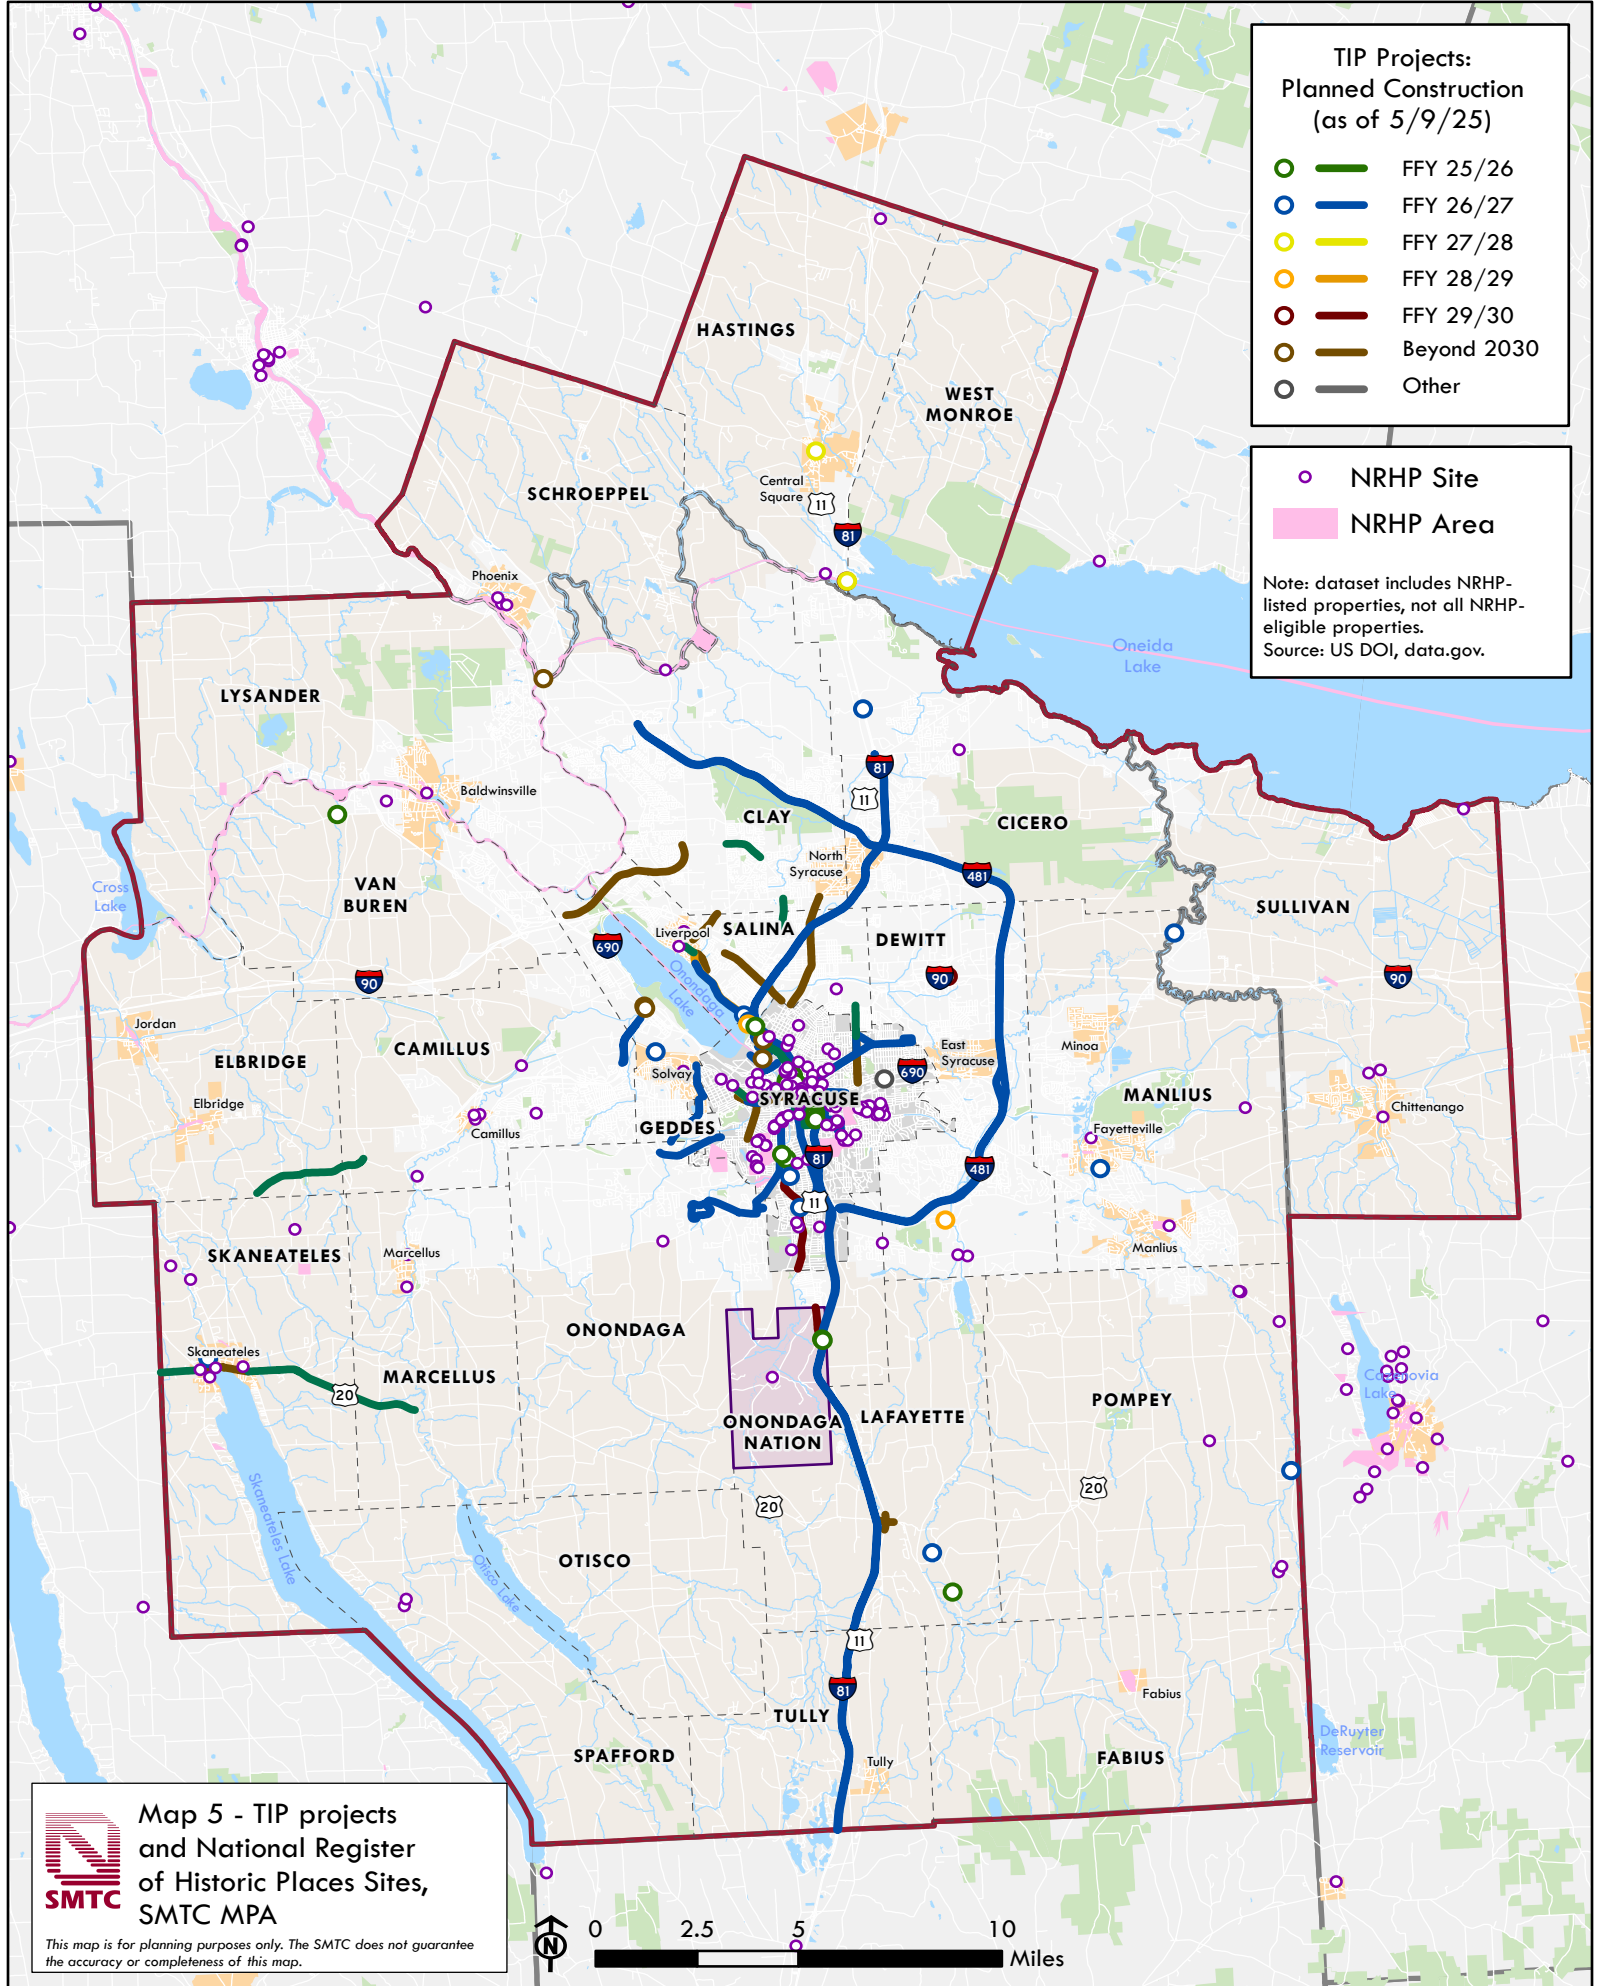 TIP Projects:
Planned Construction
(as of 5/9/25)
FFY 25/26
FFY 26/27
FFY 27/28
FFY 28/29
FFY 29/30
Beyond 2030
Other
NRHP Site
NRHP Area
Note: dataset includes NRHP-
listed properties, not all NRHP-
eligible properties.
Source: US DOI, data.gov.
HASTINGS
WEST
MONROE
Central
Square
11
81
SCHROEPPEL
Phoenix
Oneida
Lake
LYSANDER
81
11
Baldwinsville
CLAY
CICERO
North
Syracuse
481
Cross
Lake
VAN
BUREN
SULLIVAN
Liverpool
SALINA
DEWITT
690
90
90
90
Onondaga
Lake
Jordan
ELBRIDGE
CAMILLUS
East
Syracuse
Minoa
690
Solvay
Elbridge
SYRACUSE
MANLIUS
Chittenango
Camillus
GEDDES
Fayetteville
81
481
11
SKANEATELES
Marcellus
Manlius
ONONDAGA
Skaneateles
MARCELLUS
20
Cazenovia
Lake
POMPEY
ONONDAGA
NATION
LAFAYETTE
20
20
Skaneateles Lake
Otisco Lake
OTISCO
11
81
Fabius
TULLY
DeRuyter
Reservoir
SPAFFORD
Tully
FABIUS
SMTC
Map 5 - TIP projects
and National Register
of Historic Places Sites,
SMTC MPA
This map is for planning purposes only. The SMTC does not guarantee
the accuracy or completeness of this map.
N
0 2.5 5 10
Miles